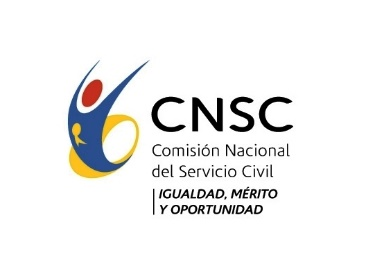 CNSC
Comisión Nacional
del Servicio Civil
IGUALDAD, MÉRITO
Y OPORTUNIDAD